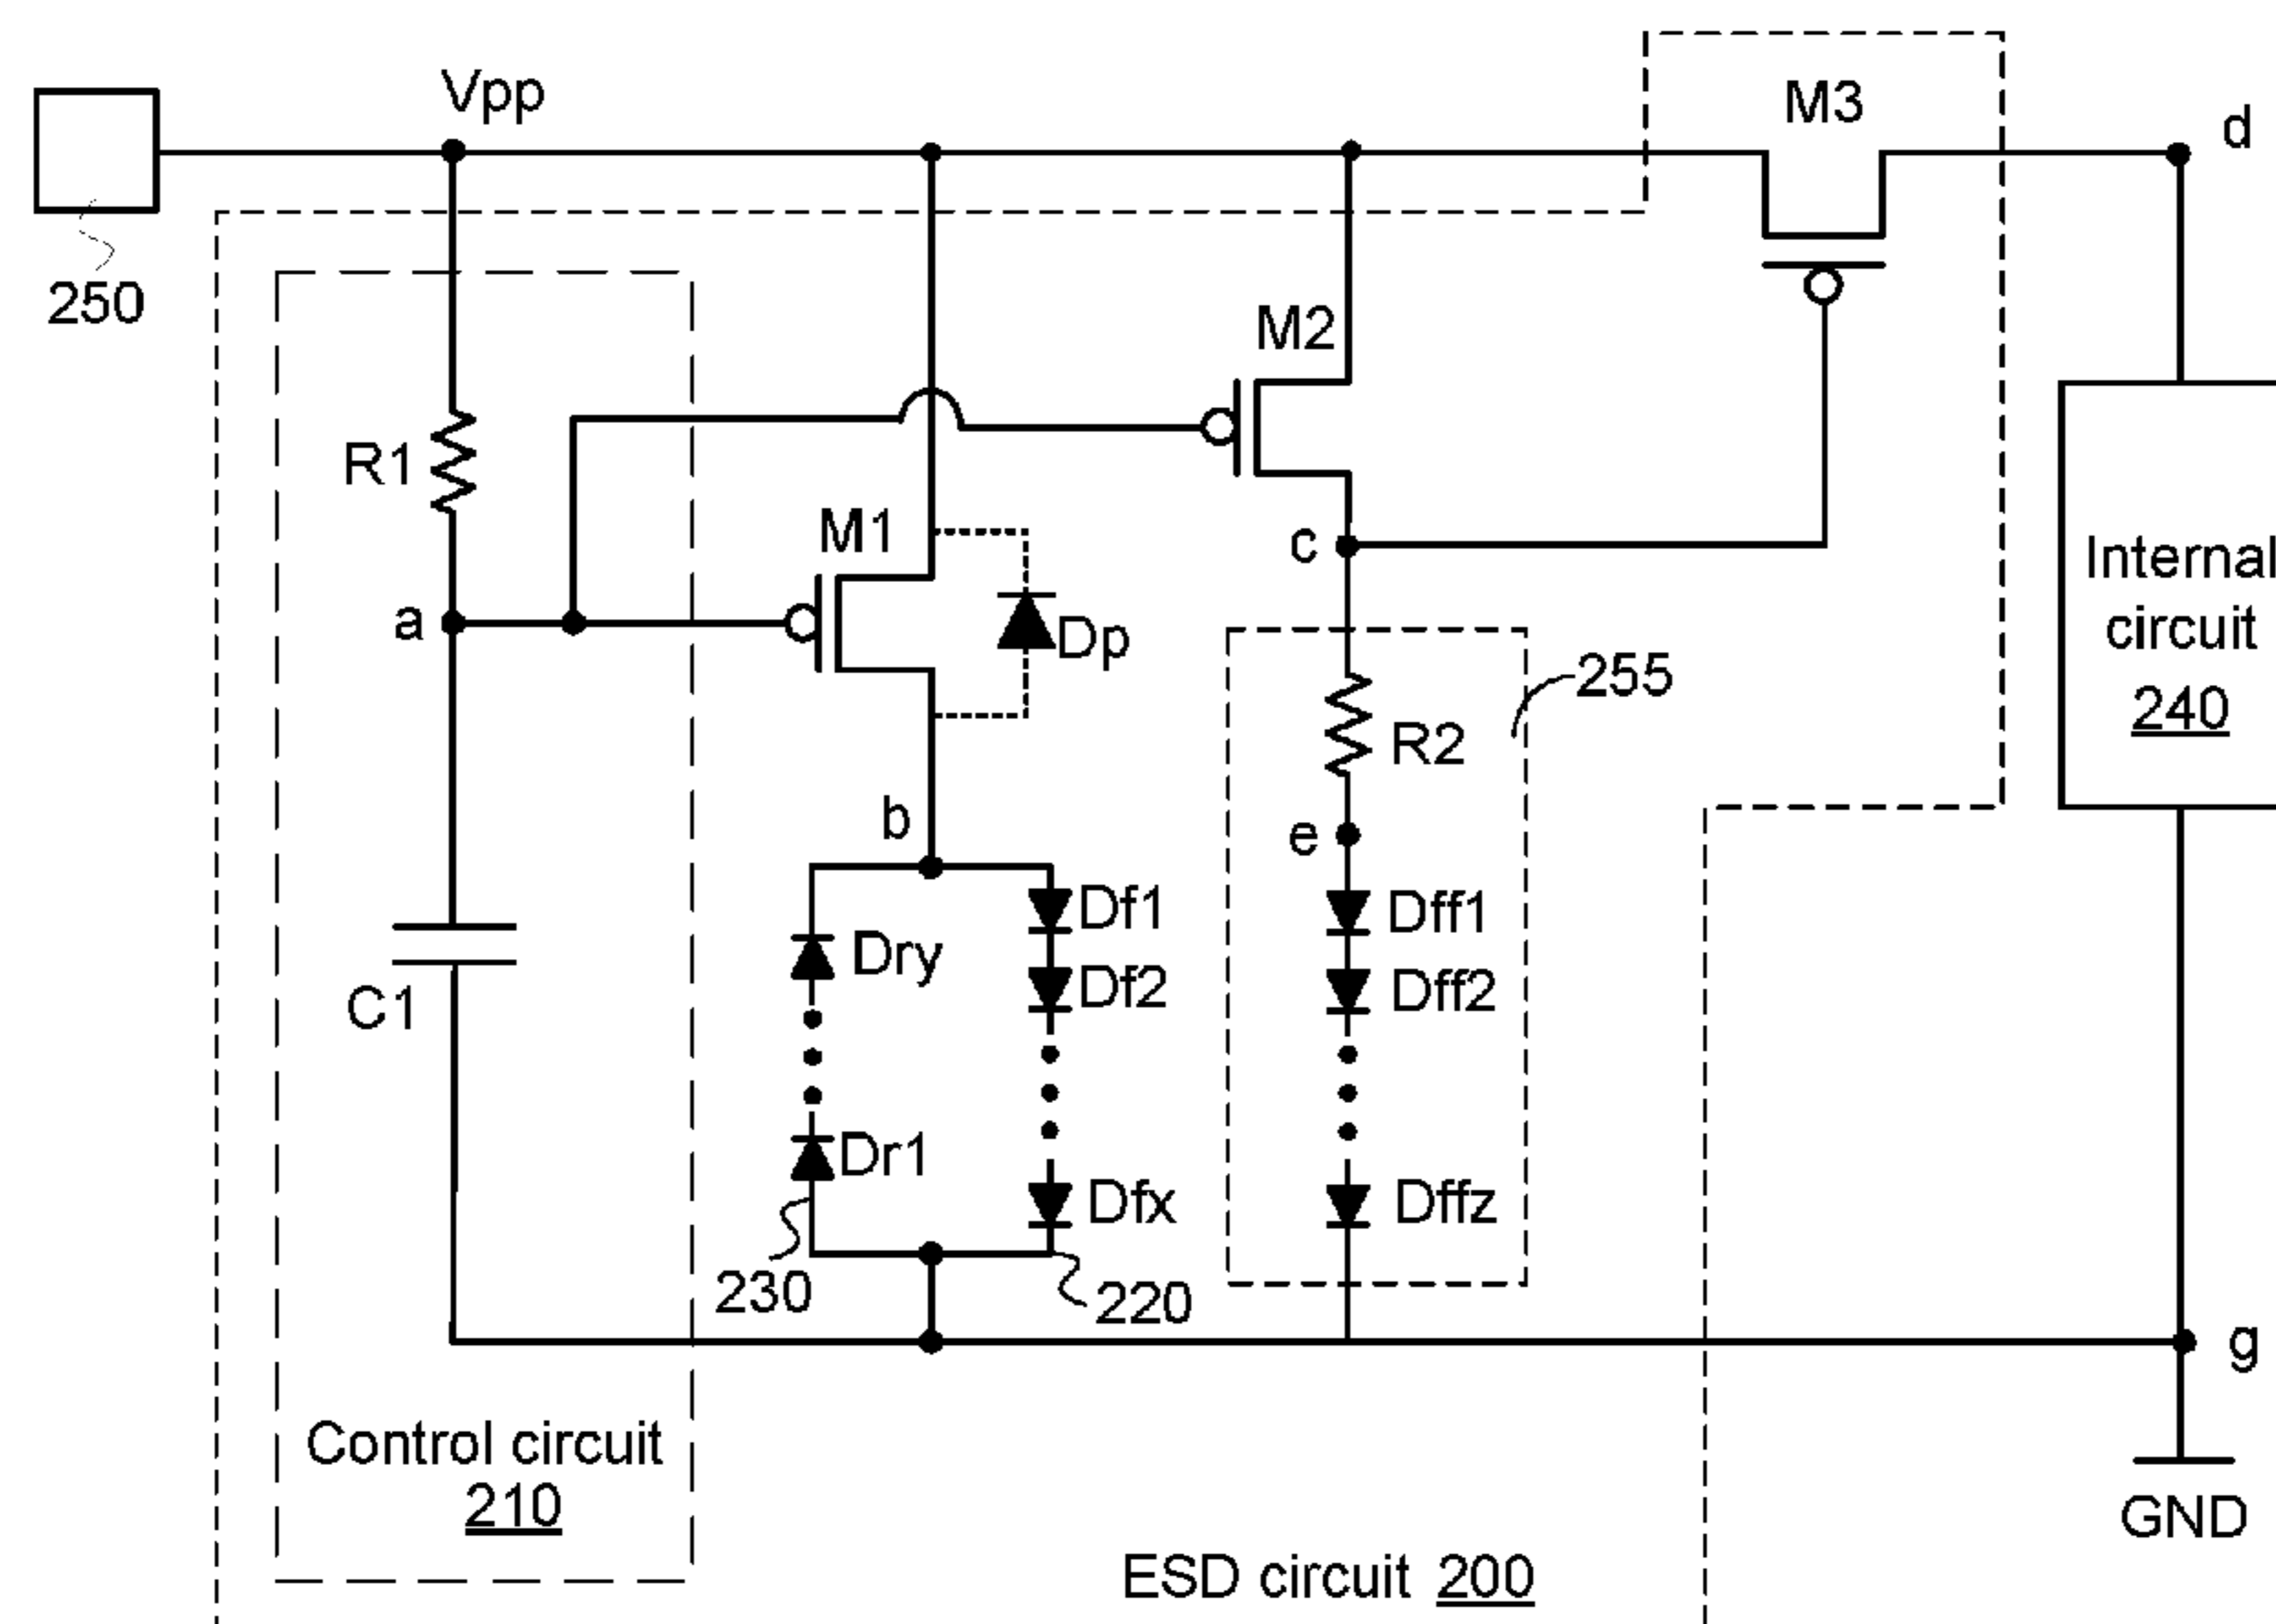 Vpp
M3
d
250
M2
R1
M1
c
Internal
circuit
240
a
Dp
255
R2
b
e
Df1
Dff1
Dry
Df2
Dff2
C1
Dr1
Dfx
Dffz
230
220
g
Control circuit
210
GND
ESD circuit 200